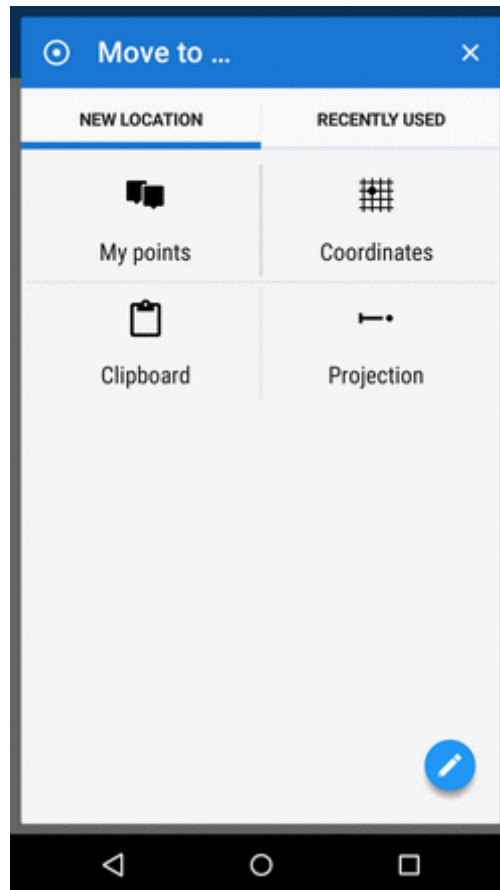 Move to ...
NEW LOCATION RECENTLY USED
My points Coordinates
Clipboard Projection